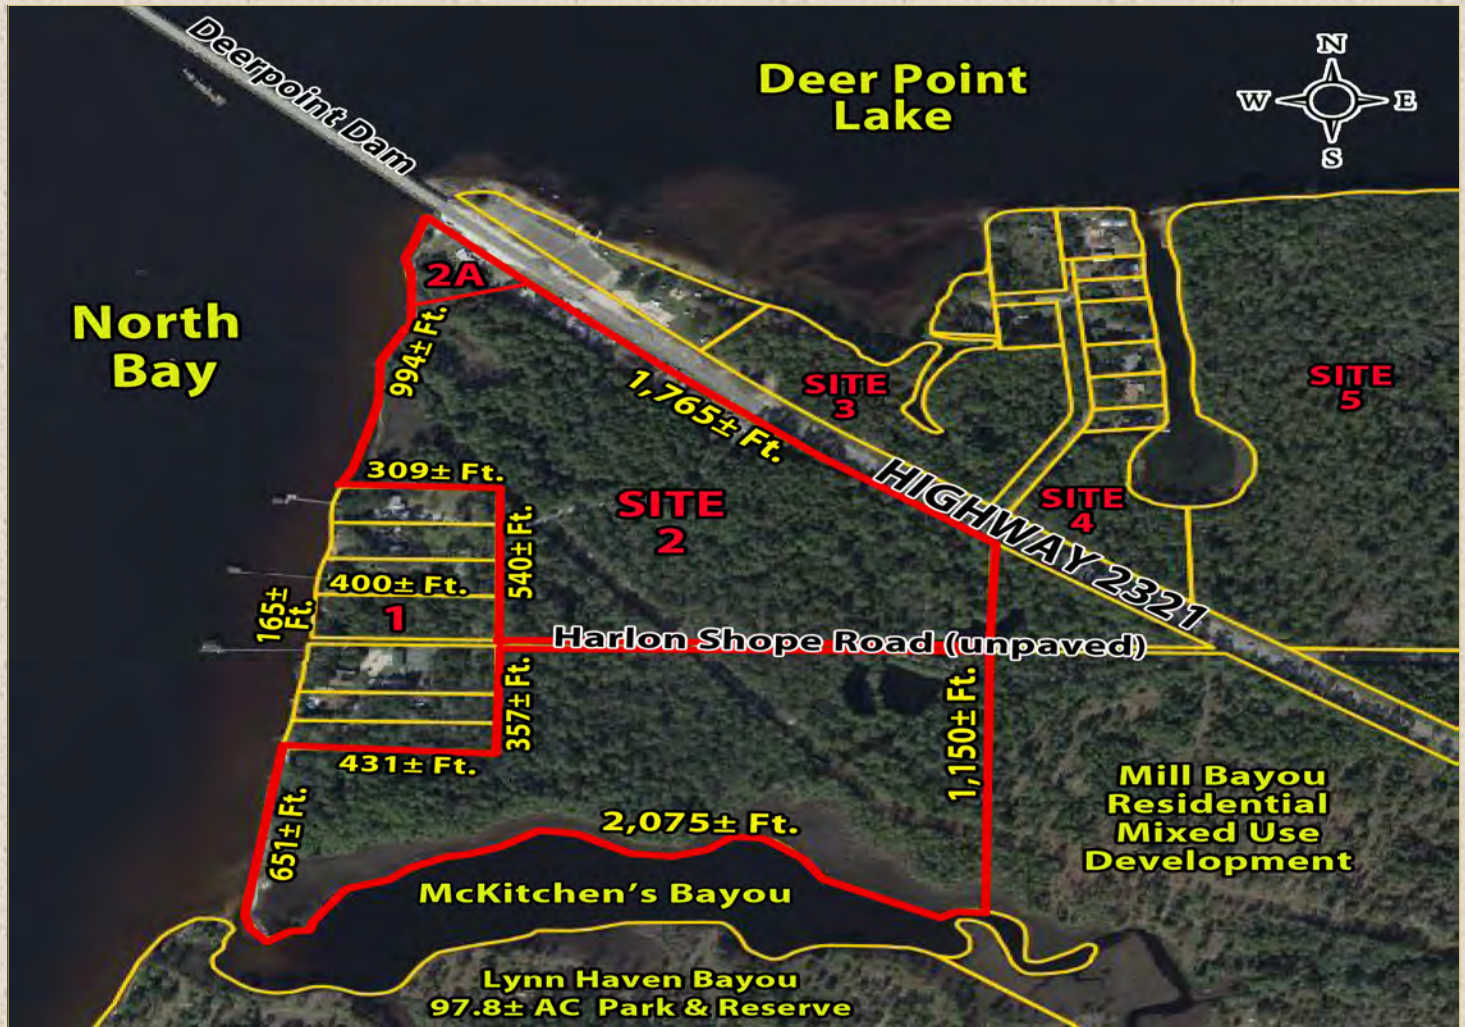 Deerpoint Dam
Deer Point
Lake
N
W
E
S
2A
North
Bay
994± Ft.
1,765± Ft.
SITE
3
SITE
5
309± Ft.
SITE
2
HIGHWAY 2321
SITE
4
540± Ft.
400± Ft.
165±
Ft.
1
Harlon Shope Road (unpaved)
357± Ft.
1,150± Ft.
431± Ft.
651± Ft.
2,075± Ft.
Mill Bayou
Residential
Mixed Use
Development
McKitchen's Bayou
Lynn Haven Bayou
97.8± AC Park & Reserve